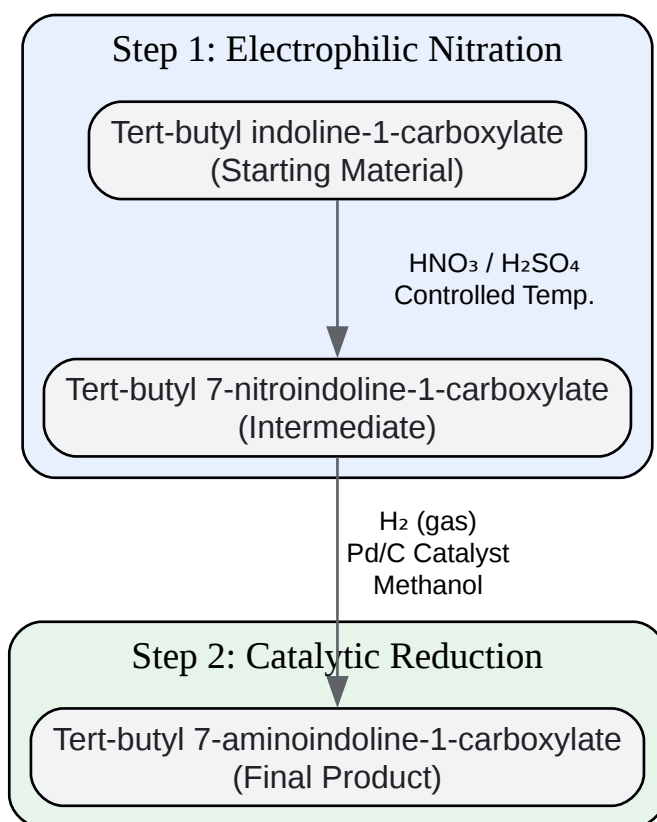 Step 1: Electrophilic Nitration
Tert-butyl indoline-1-carboxylate
(Starting Material)
HNO₃ / H₂SO₄
Controlled Temp.
Tert-butyl 7-nitroindoline-1-carboxylate
(Intermediate)
H₂ (gas)
Pd/C Catalyst
Methanol
Step 2: Catalytic Reduction
Tert-butyl 7-aminoindoline-1-carboxylate
(Final Product)